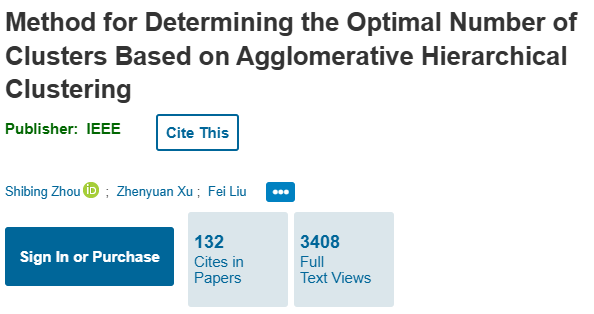 Method for Determining the Optimal Number of
Clusters Based on Agglomerative Hierarchical
Clustering
Publisher: IEEE
Cite This
Shibing Zhou iD ; Zhenyuan Xu ; Fei Liu •••
Sign In or Purchase
132
Cites in
Papers
3408
Full
Text Views